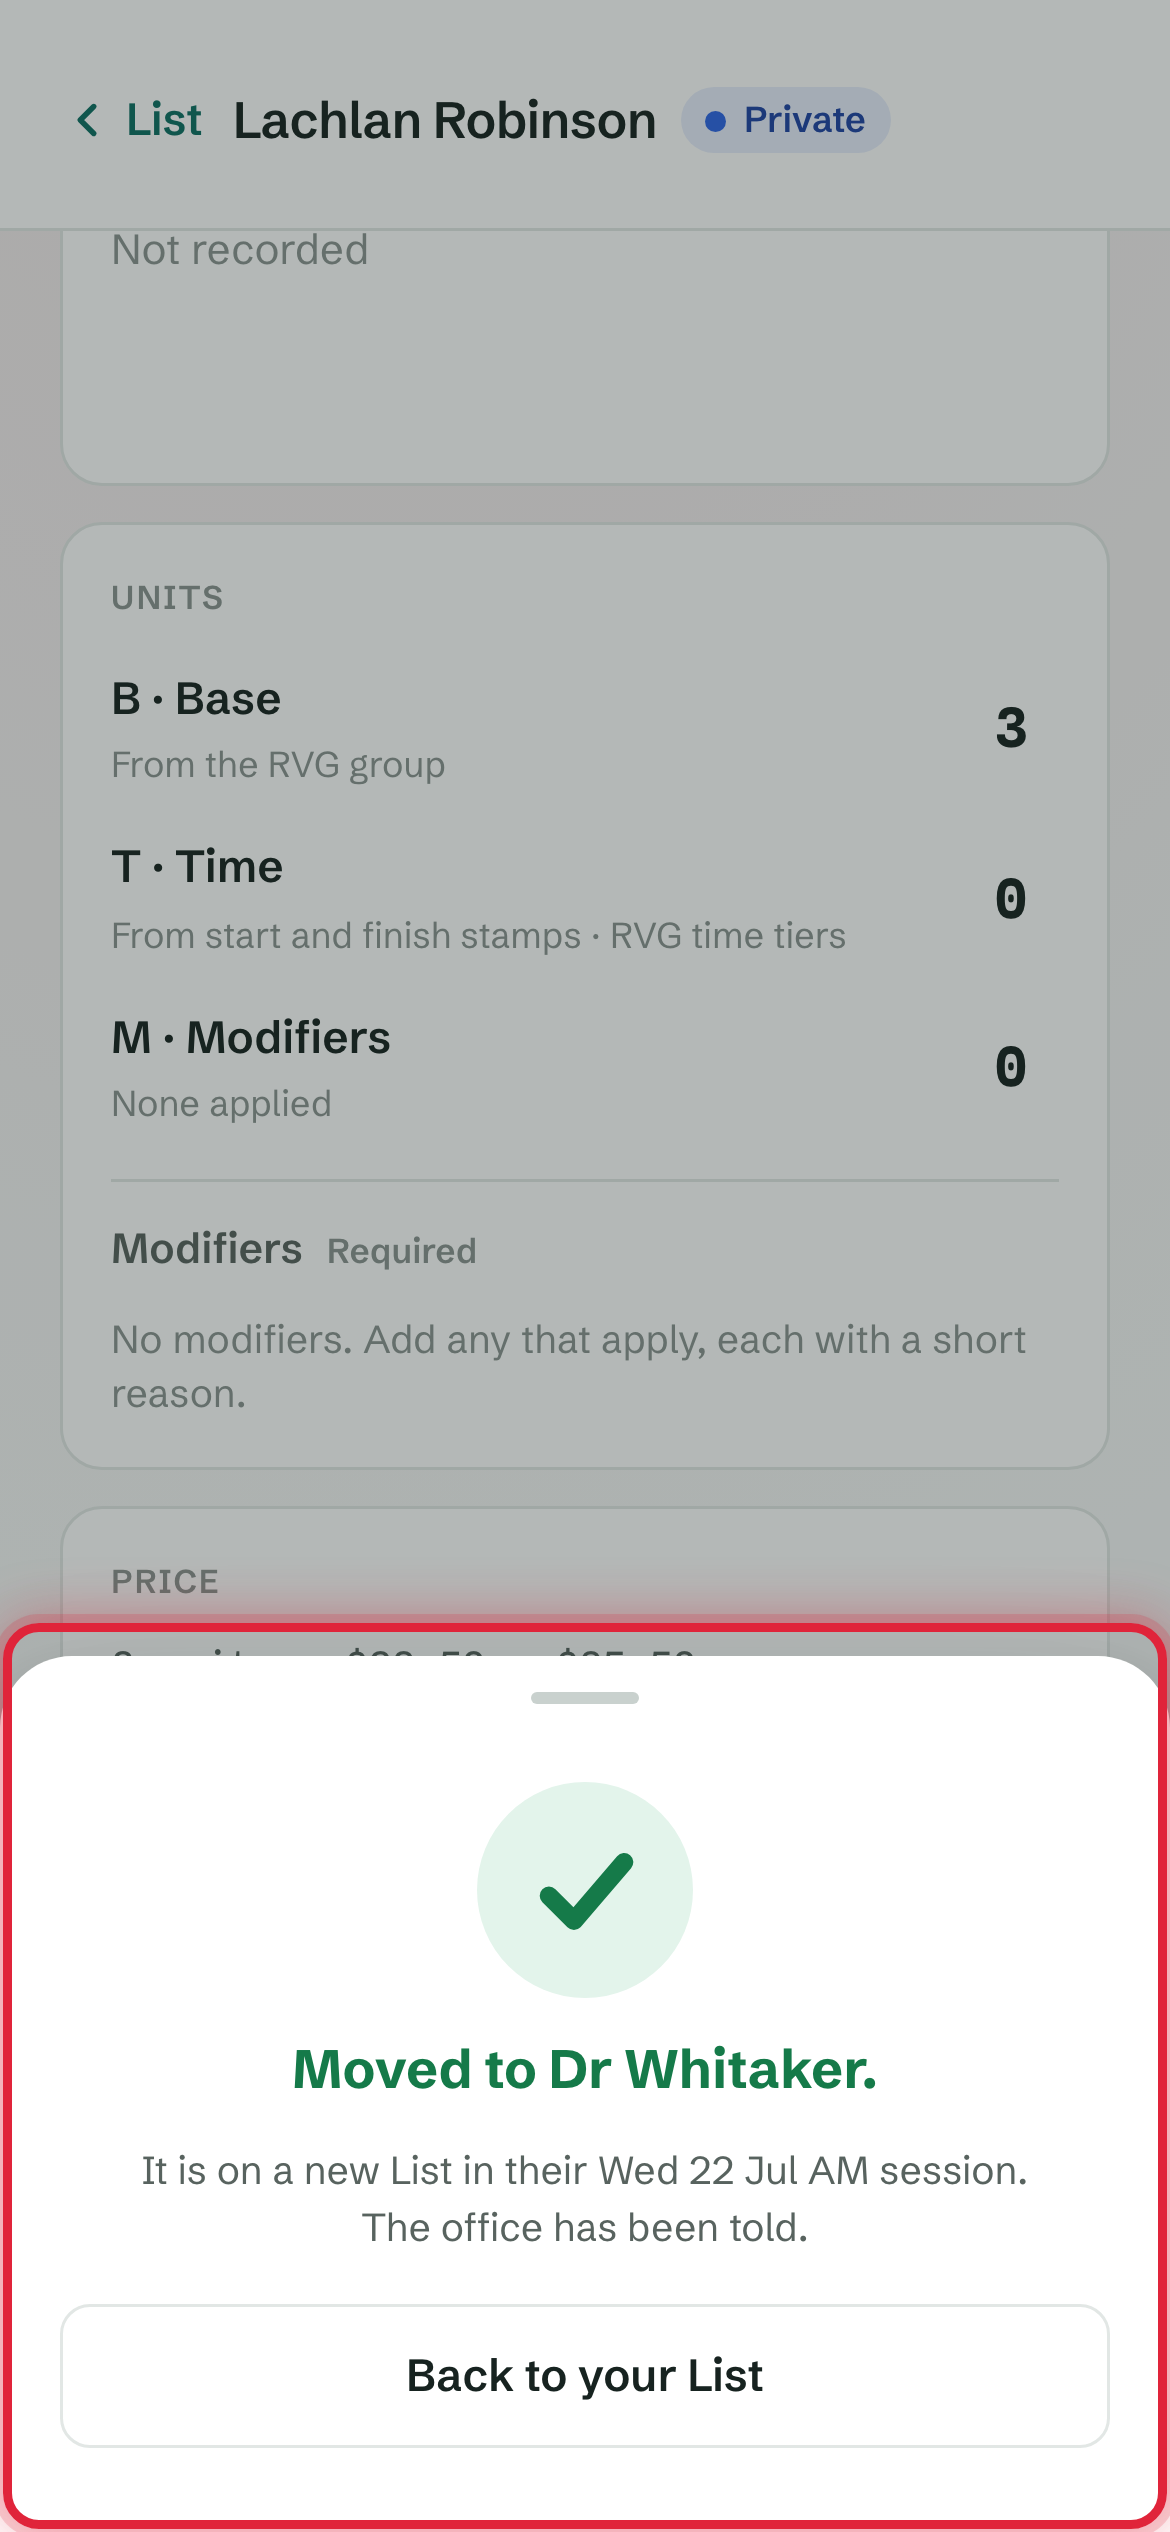 List Lachlan Robinson Private
Not recorded
UNITS
B · Base
3
From the RVG group
T · Time
0
From start and finish stamps · RVG time tiers
M · Modifiers
0
None applied
Modifiers Required
No modifiers. Add any that apply, each with a short
reason.
PRICE
Moved to Dr Whitaker.
It is on a new List in their Wed 22 Jul AM session.
The office has been told.
Back to your List